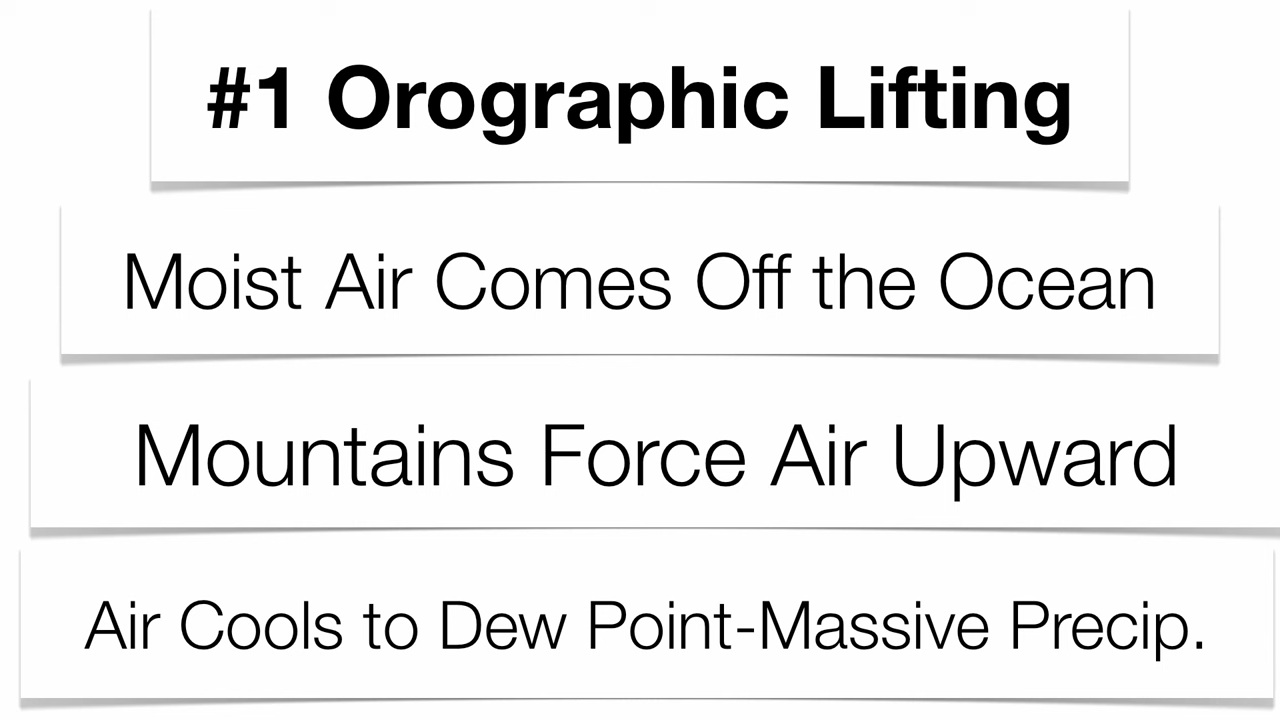 #1 Orographic Lifting
Moist Air Comes Off the Ocean
Mountains Force Air Upward
Air Cools to Dew Point-Massive Precip.